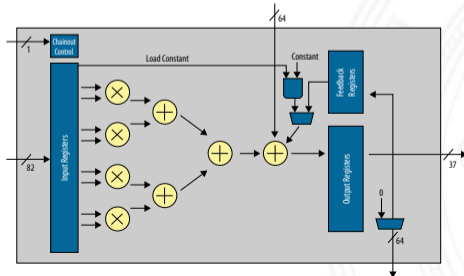 64
1
Chainout
Control
Load Constant
Constant
Feedback
Registers
Input Registers
82
Output Registers
37
0
64